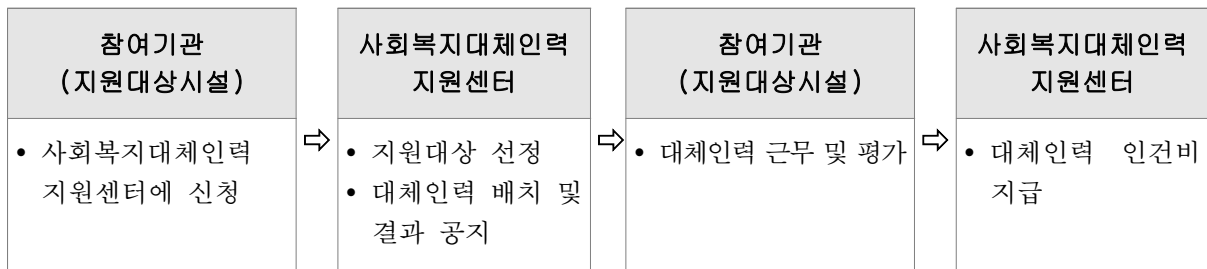 참여기관
(지원대상시설)
• 사회복지대체인력
지원센터에 신청
⇨
사회복지대체인력
지원센터
• 지원대상 선정
• 대체인력 배치 및
결과 공지
⇨
참여기관
(지원대상시설)
• 대체인력 근무 및 평가
⇨
사회복지대체인력
지원센터
• 대체인력 인건비
지급